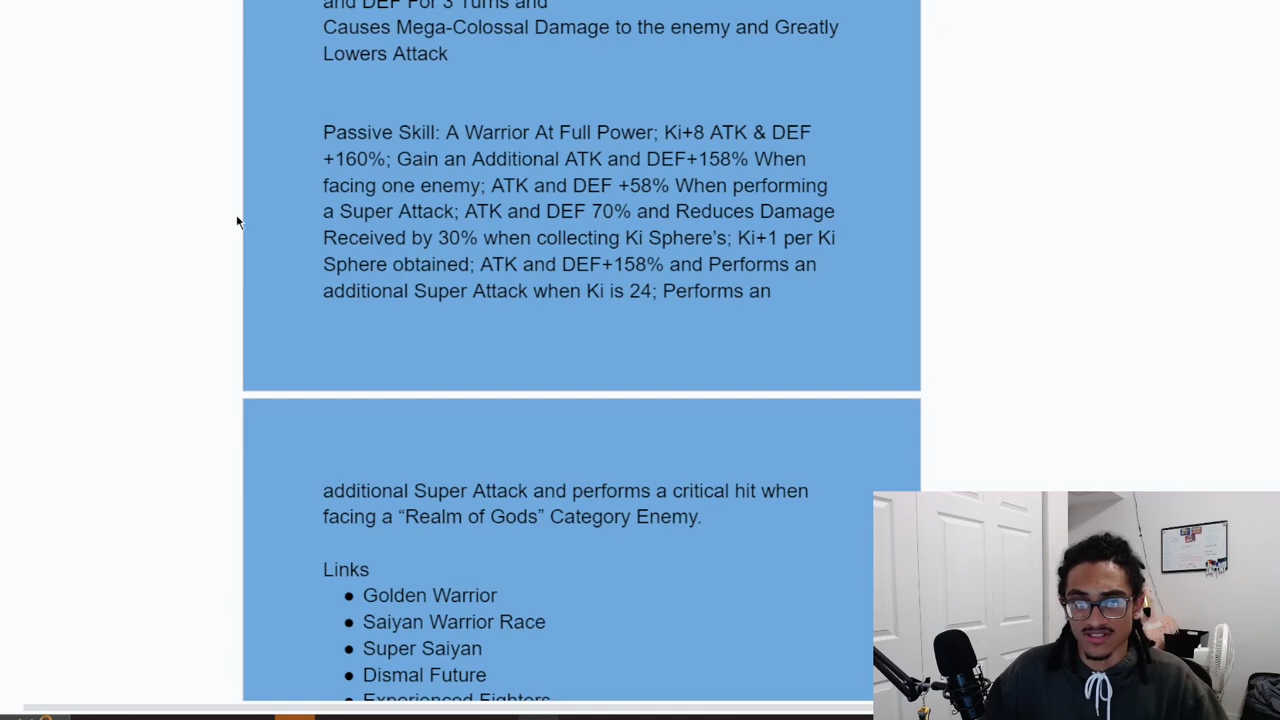 and DEF For 3 Turns and
Causes Mega-Colossal Damage to the enemy and Greatly
Lowers Attack
Passive Skill: A Warrior At Full Power; Ki+8 ATK & DEF
+160%; Gain an Additional ATK and DEF+158% When
facing one enemy; ATK and DEF +58% When performing
a Super Attack; ATK and DEF 70% and Reduces Damage
Received by 30% when collecting Ki Sphere’s; Ki+1 per Ki
Sphere obtained; ATK and DEF+158% and Performs an
additional Super Attack when Ki is 24; Performs an
additional Super Attack and performs a critical hit when
facing a “Realm of Gods” Category Enemy.
Links
● Golden Warrior
● Saiyan Warrior Race
● Super Saiyan
● Dismal Future
● Experienced Fighters